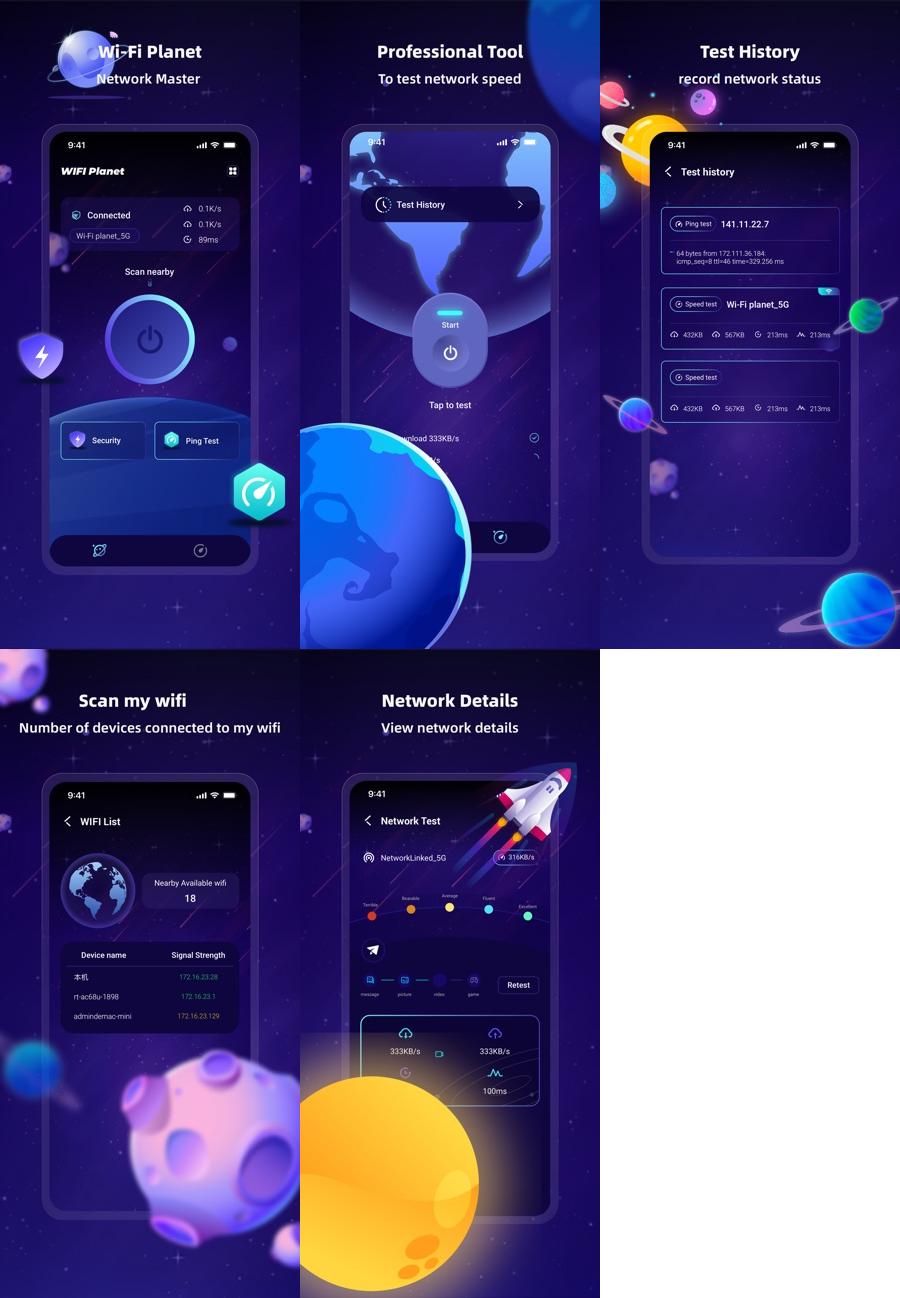 Wi-Fi Planet
Network Master
9:41
WIFI Planet
Connected
0.1K/s
0.1K/s
Wi-Fi planet_5G
89ms
Scan nearby
Security
Ping Test
Professional Tool
To test network speed
9:41
Test History
Start
Tap to test
wnload 333KB/s
/s
Test History
record network status
9:41
Test history
Ping test
141.11.22.7
64 bytes from 172.111.36.184:
icmp_seq=8 ttl=46 time=329.256 ms
Speed test
Wi-Fi planet_5G
432KB
567KB
213ms
213ms
Speed test
432KB
567KB
213ms
213ms
Scan my wifi
Number of devices connected to my wifi
9:41
WIFI List
Nearby Available wifi
18
Device name Signal Strength
本机 172.16.23.28
rt-ac68u-1898 172.16.23.1
admindemac-mini 172.16.23.129
Network Details
View network details
9:41
Network Test
NetworkLinked_5G
316KB/s
Terrible
Bearable
Average
Fluent
Excellent
message
picture
video
game
Retest
333KB/s
333KB/s
100ms